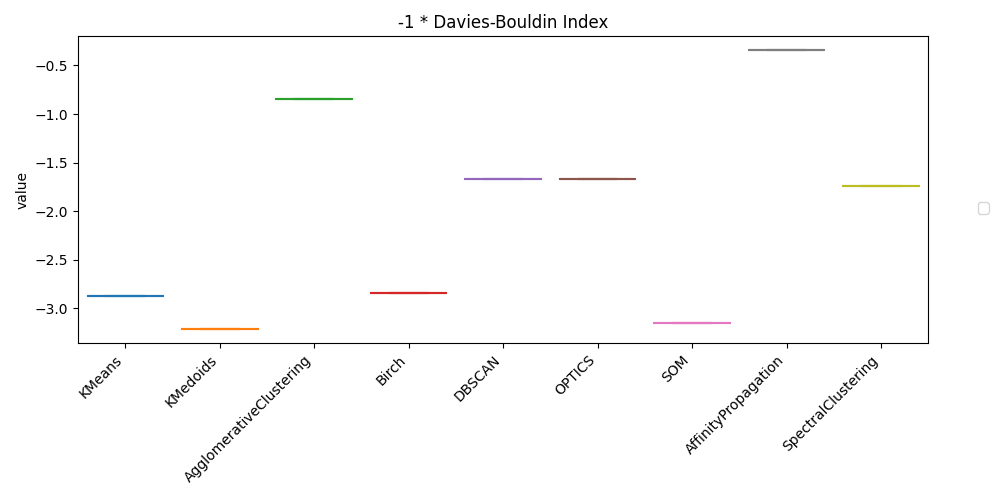 -1 * Davies-Bouldin Index
value
−0.5
−1.0
−1.5
−2.0
−2.5
−3.0
KMeans
KMedoids
AgglomerativeClustering
Birch
DBSCAN
OPTICS
SOM
AffinityPropagation
SpectralClustering